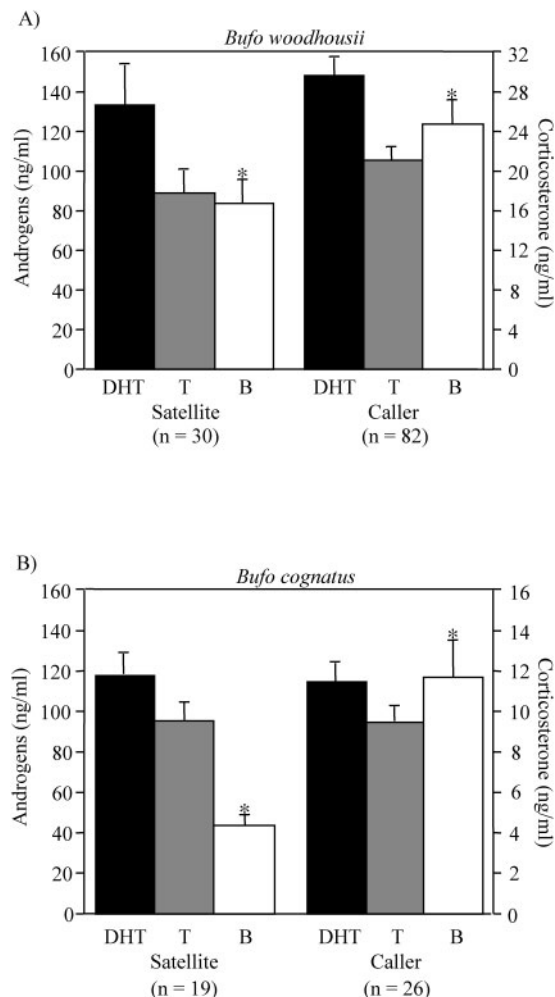 A)
Bufo woodhousii
160
140
120
100
80
60
40
20
0
Androgens (ng/ml)
32
28
24
21
16
12
8
4
0
Corticosterone (ng/ml)
*
*
DHT T B DHT T B
Satellite Caller
(n = 30) (n = 82)
B)
Bufo cognatus
160
140
120
100
80
60
40
20
0
Androgens (ng/ml)
16
14
12
10
8
6
4
2
0
Corticosterone (ng/ml)
*
*
DHT T B DHT T B
Satellite Caller
(n = 19) (n = 26)